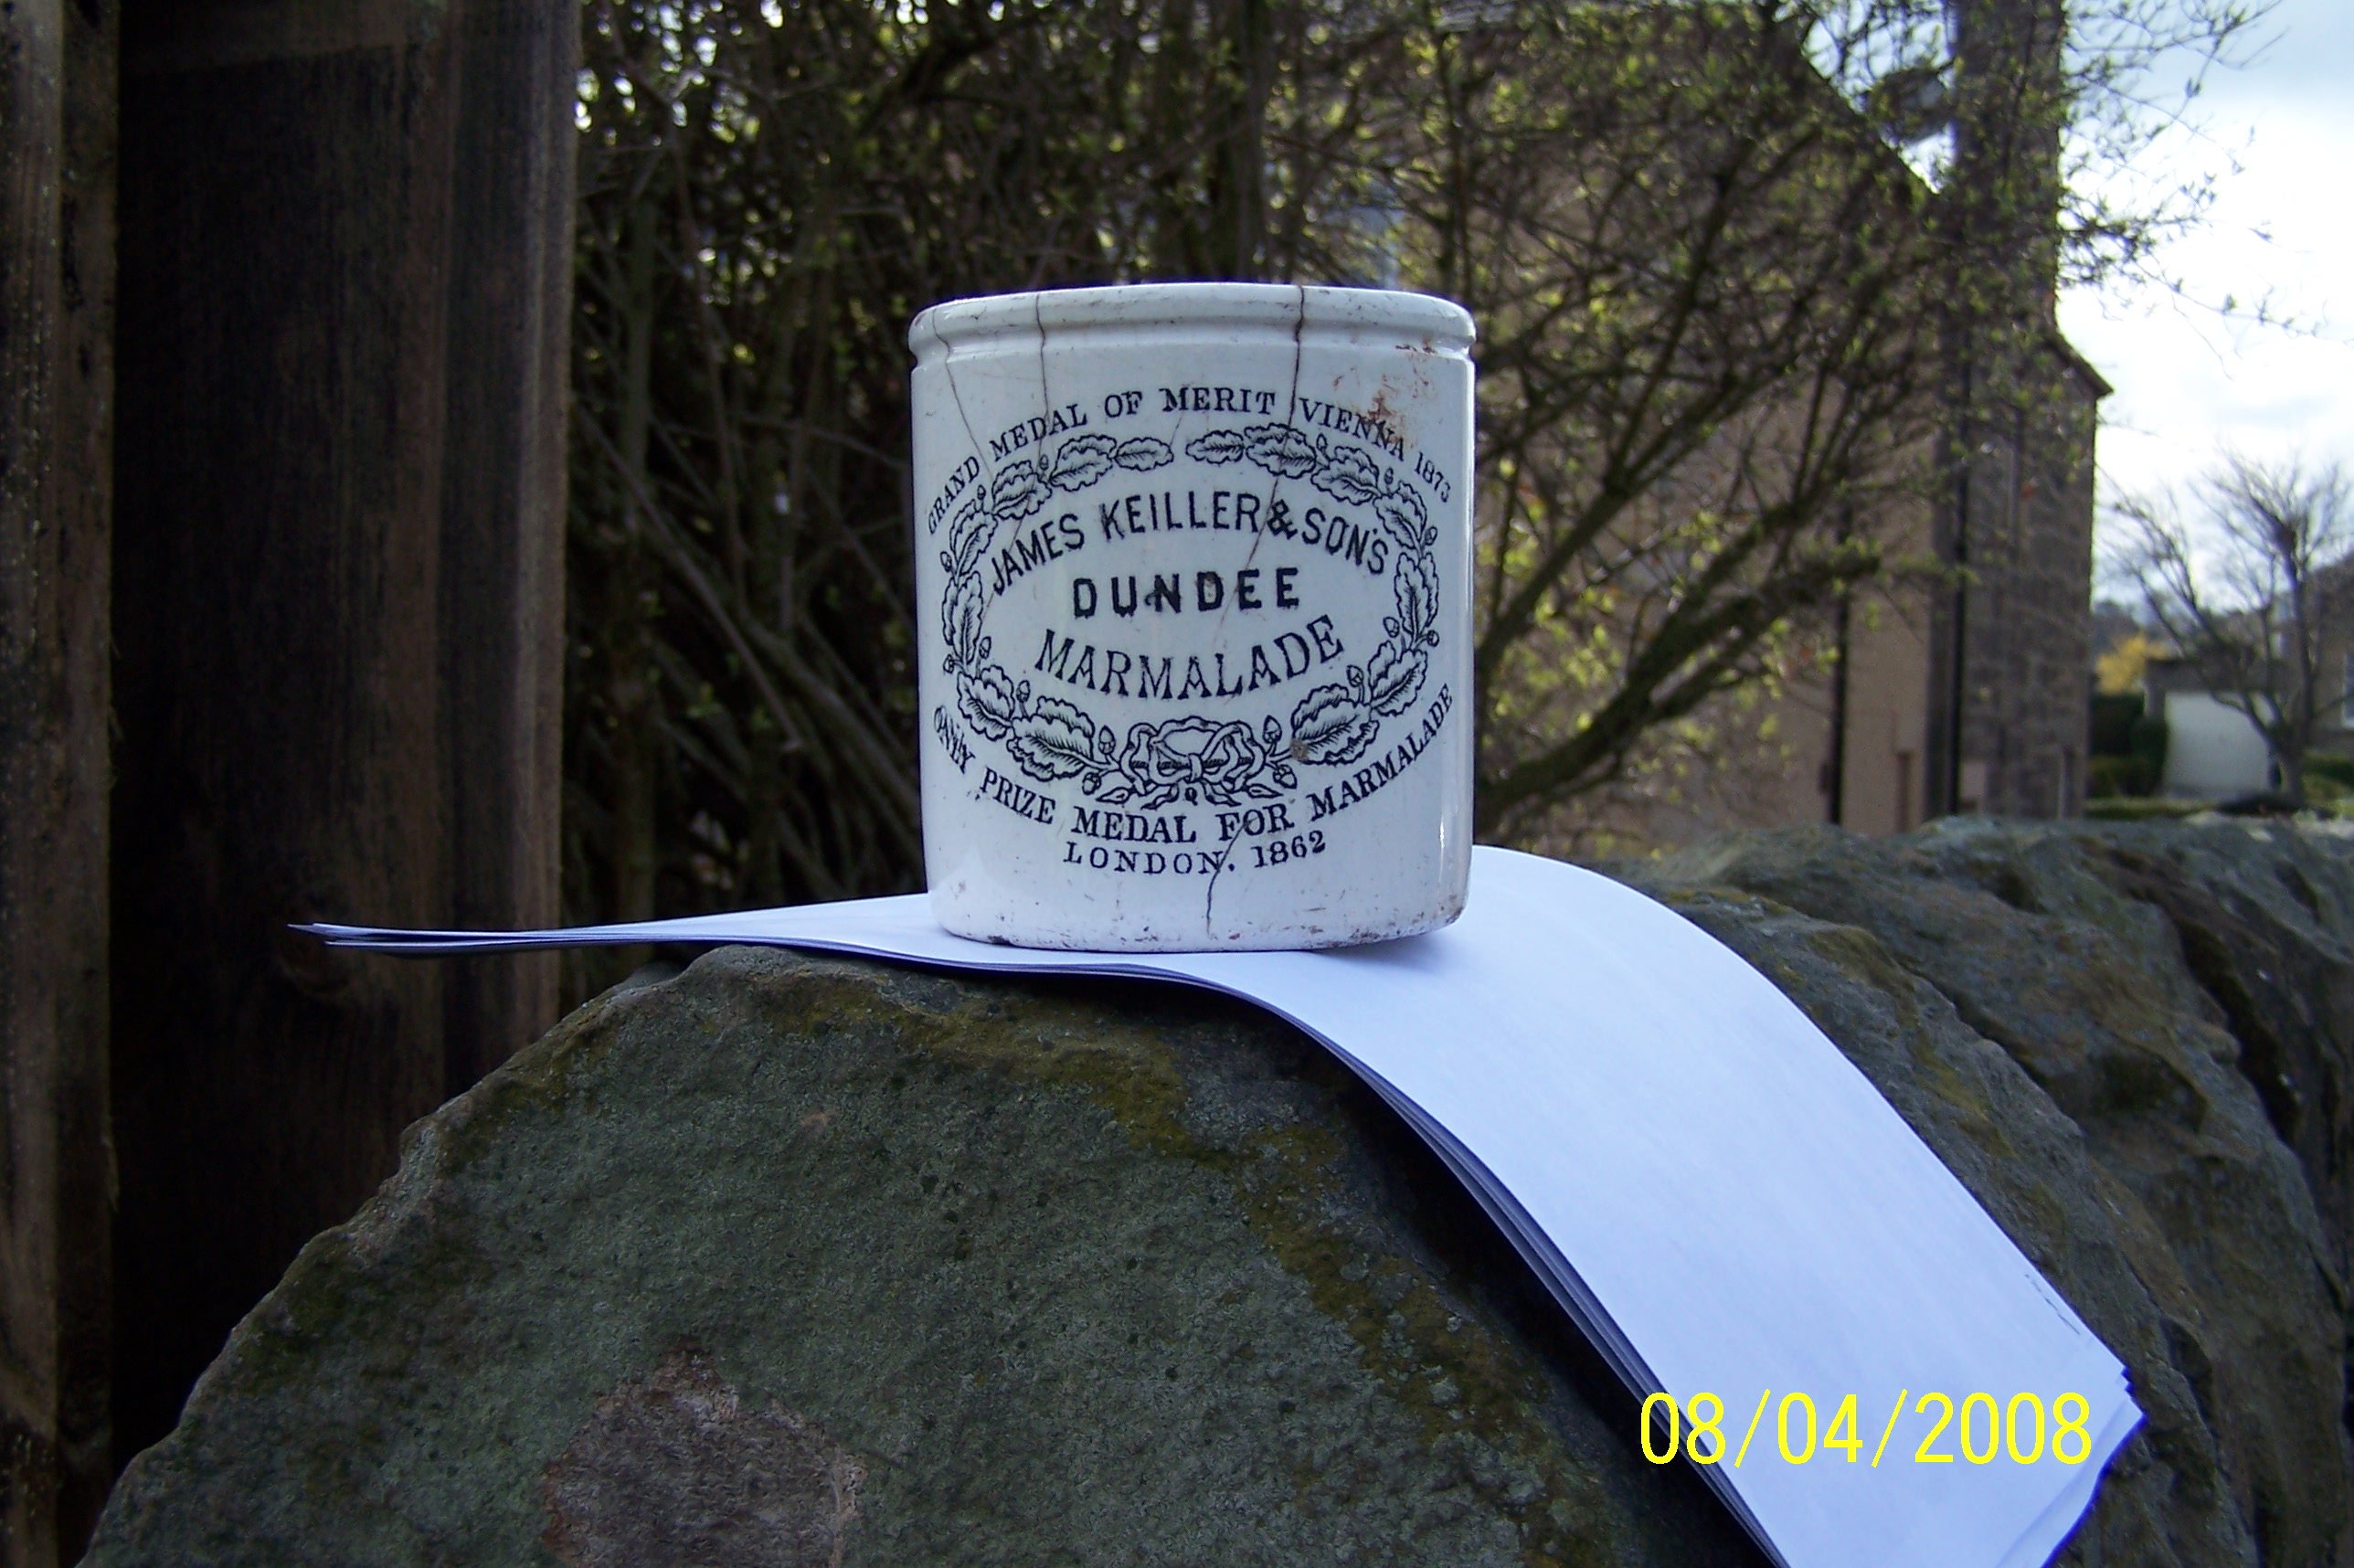 GRAND MEDAL OF MERIT VIENNA 1873
JAMES KEILLER & SON'S
DUNDEE
MARMALADE
ONLY PRIZE MEDAL FOR MARMALADE
LONDON. 1862
08/04/2008